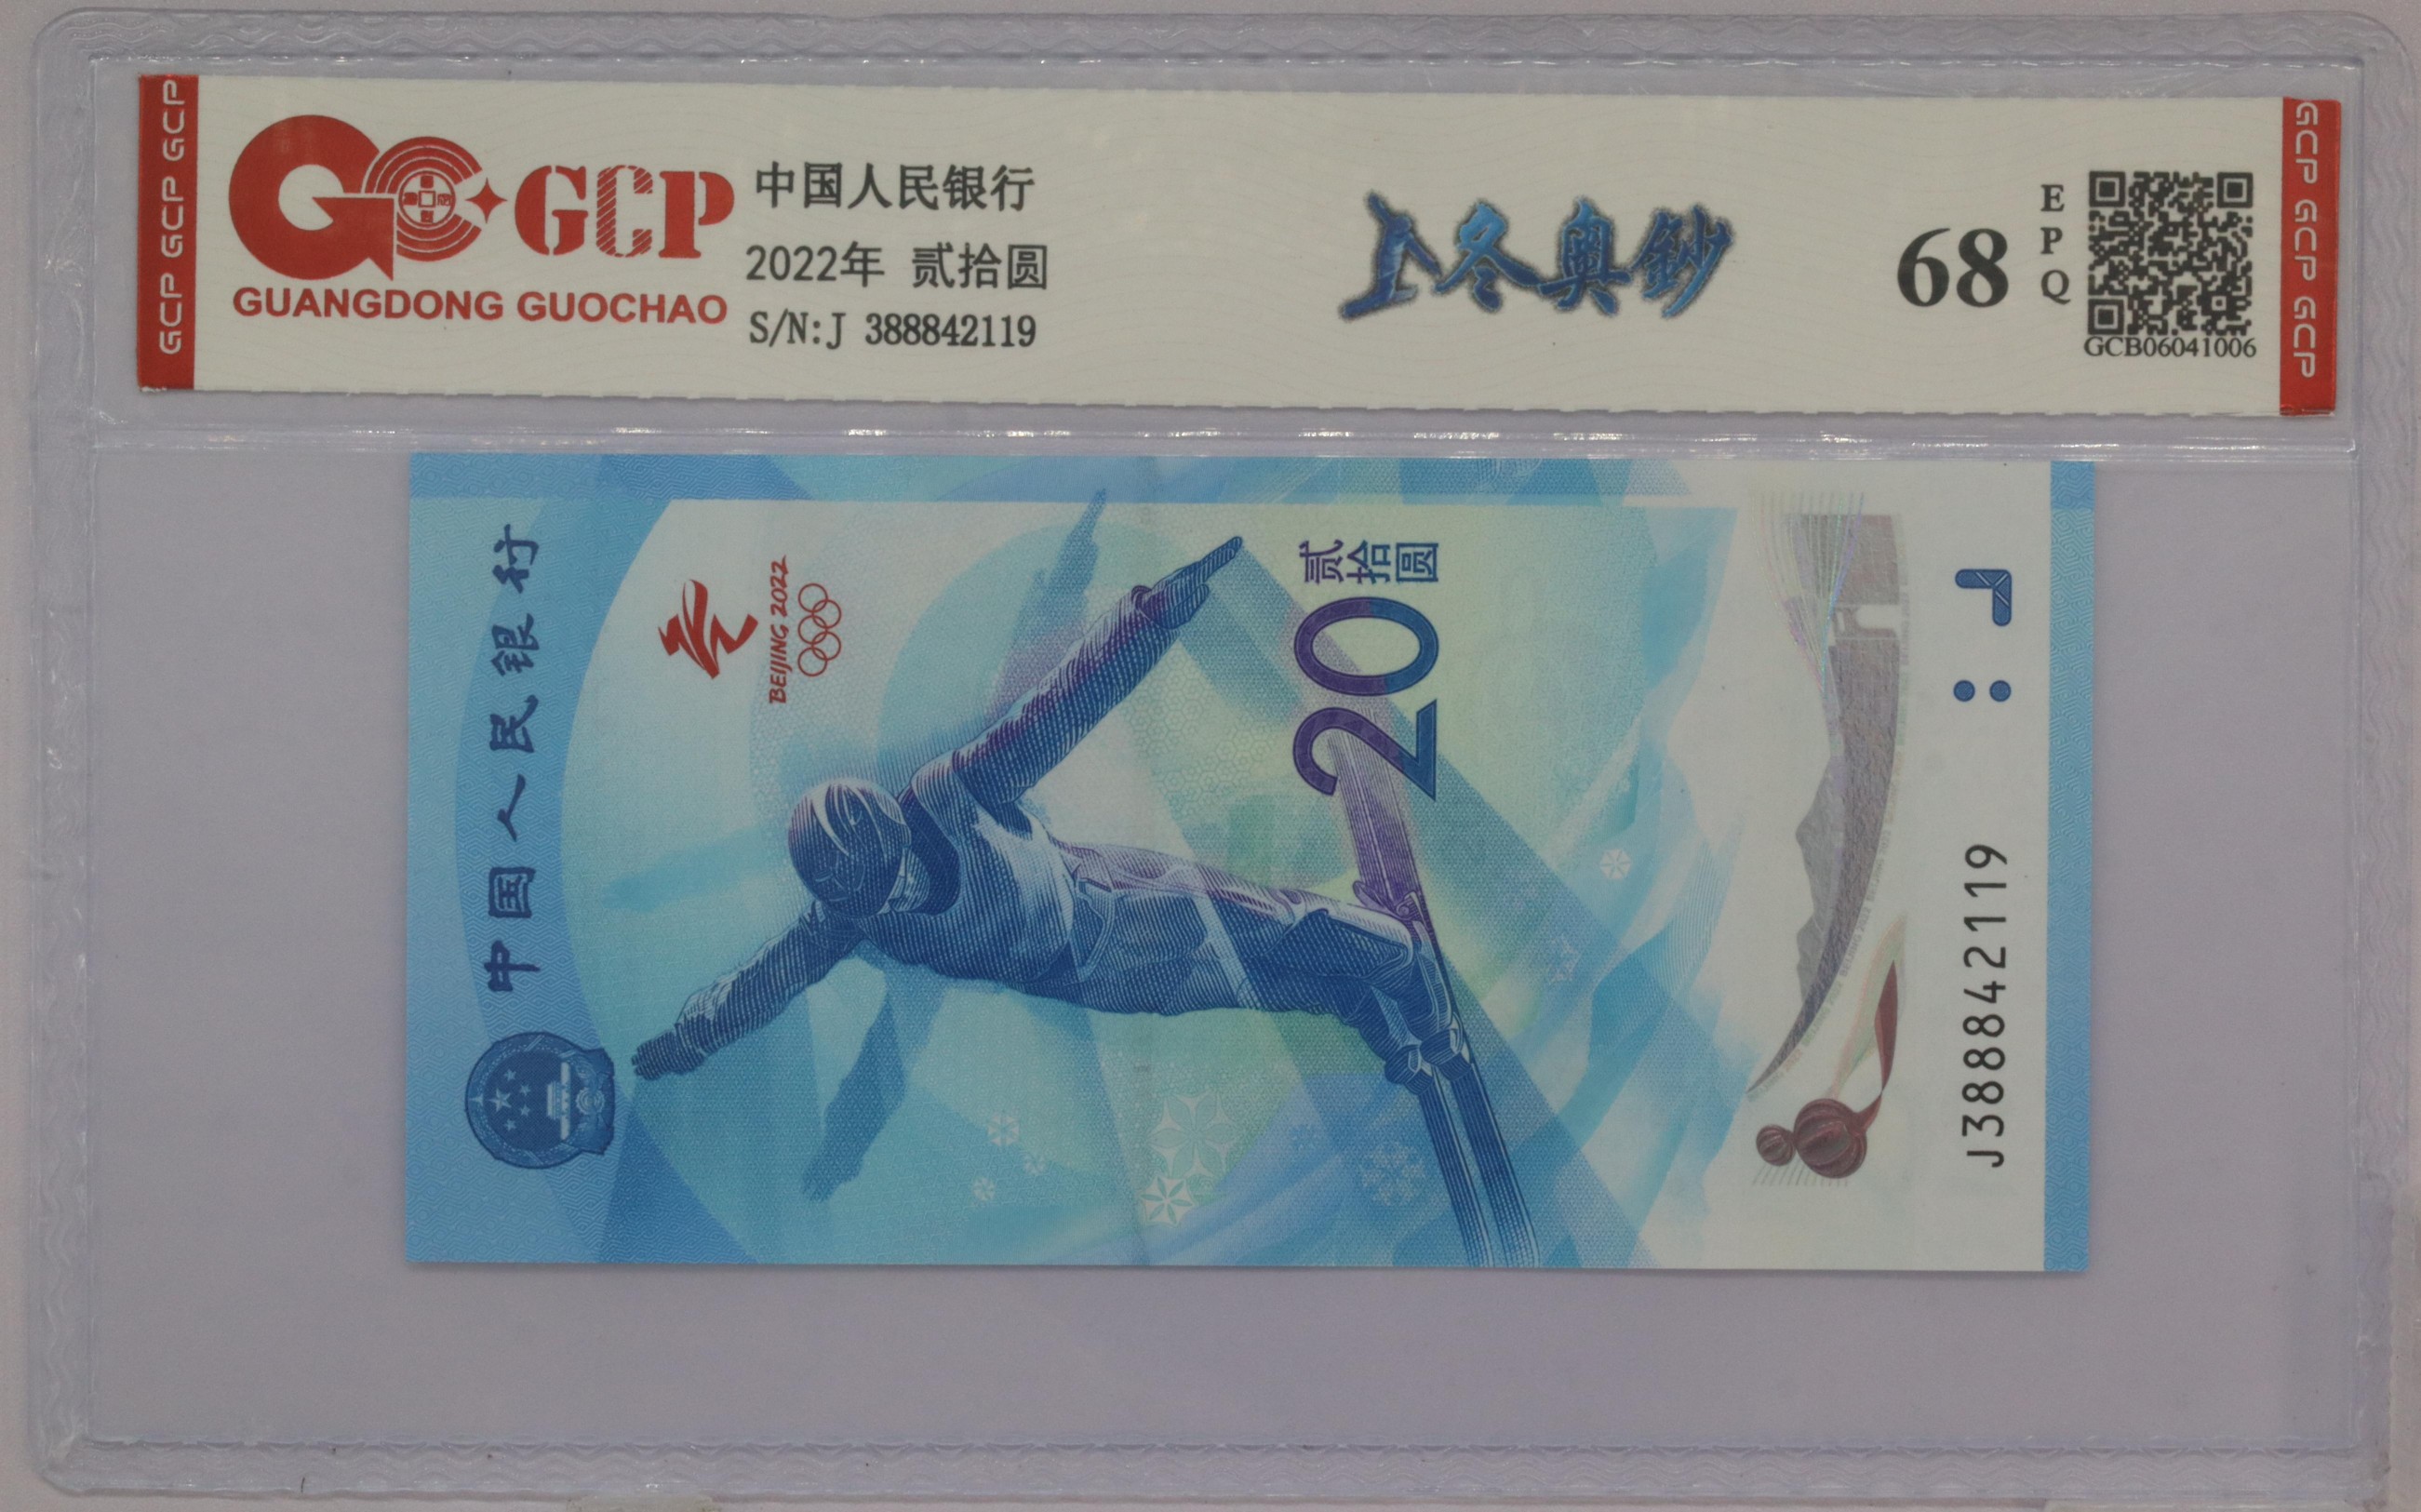 GCP GCP GCP
GCP
GUANGDONG GUOCHAO
中国人民银行
2022年 贰拾圆
S/N:J 388842119
冬奥鈔
68
EPQ
GCB06041006
GCP GCP GCP
中国人民银行
BEIJING 2022
贰拾圆
20
J388842119